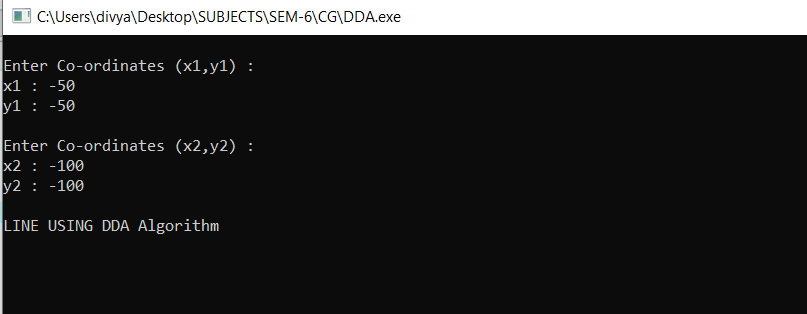 C:\Users\divya\Desktop\SUBJECTS\SEM-6\CG\DDA.exe
Enter Co-ordinates (x1,y1) :
x1 : -50
y1 : -50
Enter Co-ordinates (x2,y2) :
x2 : -100
y2 : -100
LINE USING DDA Algorithm